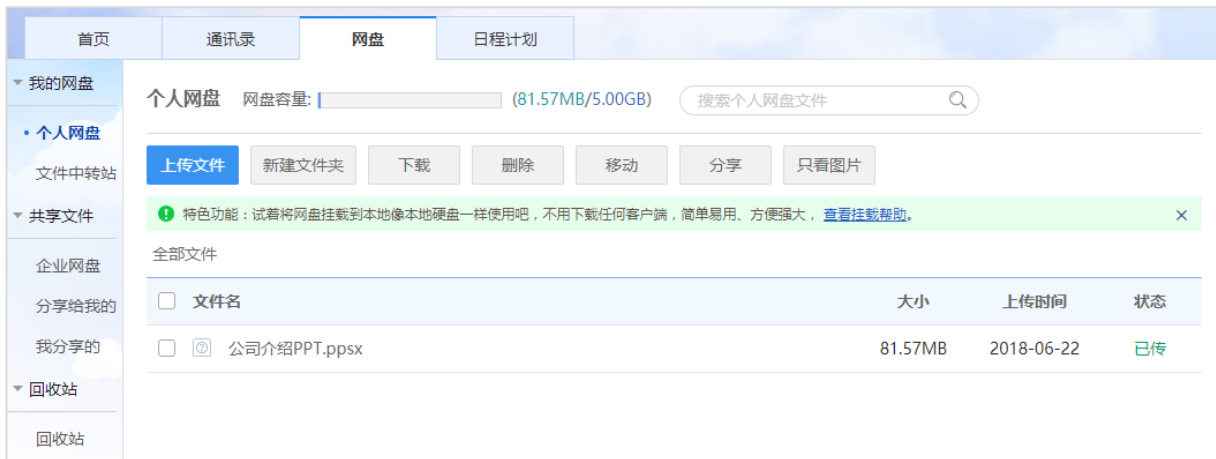 首页 通讯录 网盘 日程计划
我的网盘
个人网盘
文件中转站
共享文件
企业网盘
分享给我的
我分享的
回收站
回收站
个人网盘 网盘容量: (81.57MB/5.00GB) 搜索个人网盘文件
上传文件 新建文件夹 下载 删除 移动 分享 只看图片
特色功能：试着将网盘挂载到本地像本地硬盘一样使用吧，不用下载任何客户端，简单易用、方便强大，查看挂载帮助。
全部文件
文件名 大小 上传时间 状态
公司介绍PPT.ppsx 81.57MB 2018-06-22 已传